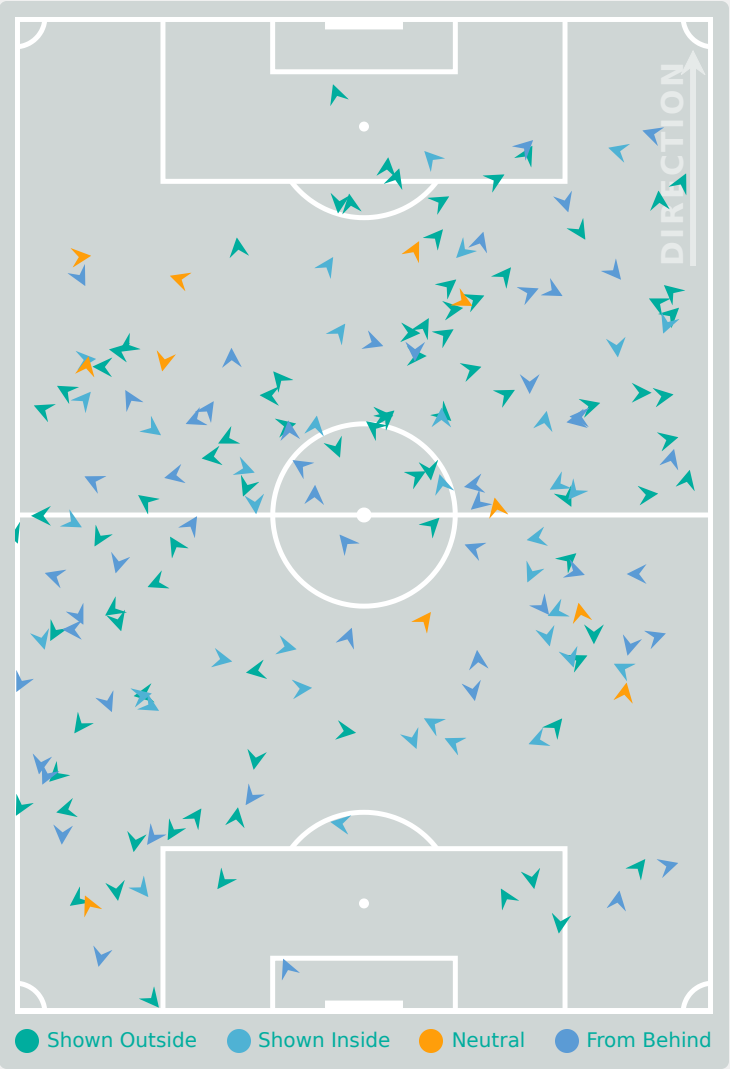 DIRECTION
Shown Outside
Shown Inside
Neutral
From Behind